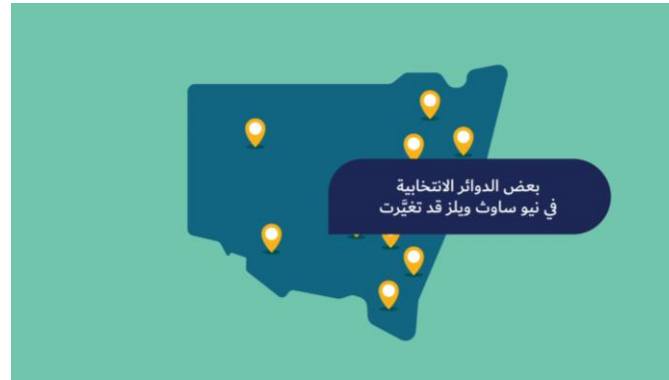 بعض الدوائر الانتخابية
في نيو ساوث ويلز قد تغيَّرت